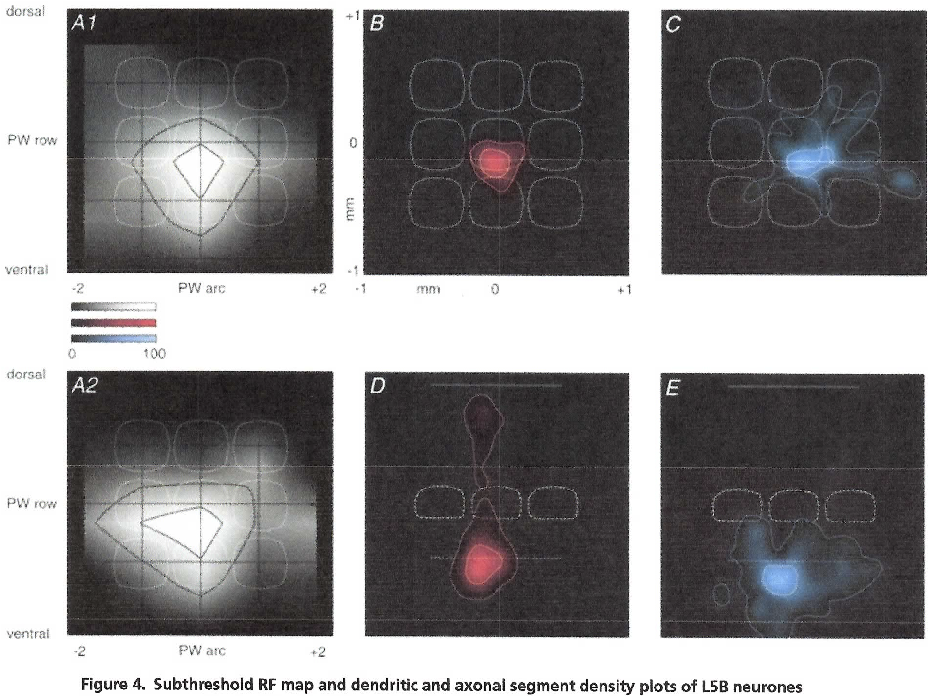 dorsal
A1
+1
B
C
PW row
0
mm
ventral
-1
-2
PW arc
+2
-1
mm
0
+1
0
100
dorsal
A2
D
E
PW row
ventral
-2
PW arc
+2
Figure 4. Subthreshold RF map and dendritic and axonal segment density plots of L5B neurones